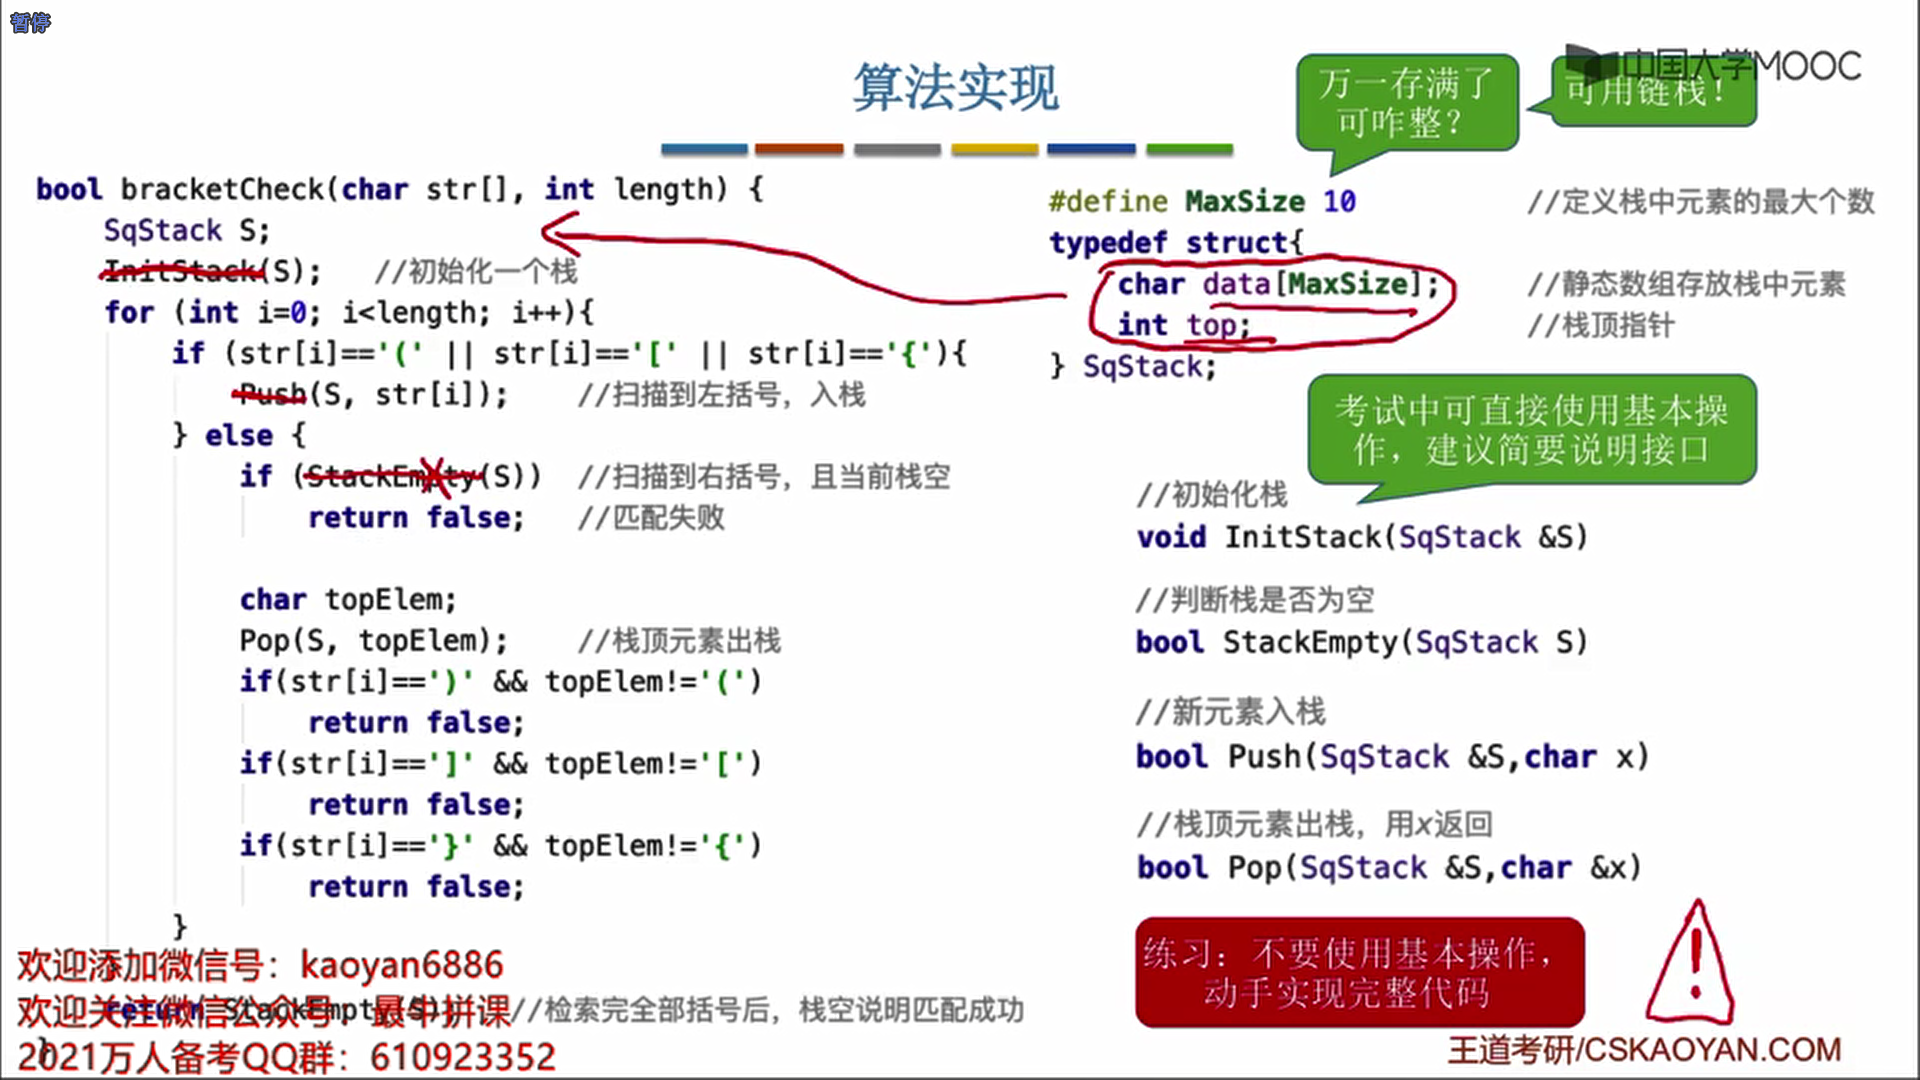 暂停
算法实现
中国大学MOOC
万一存满了
可咋整？
可用链栈！
bool bracketCheck(char str[], int length) {
SqStack S;
InitStack(S); //初始化一个栈
for (int i=0; i<length; i++){
if (str[i]=='(' || str[i]=='[' || str[i]=='{'){
Push(S, str[i]); //扫描到左括号，入栈
} else {
if (StackEmpty(S)) //扫描到右括号，且当前栈空
return false; //匹配失败
char topElem;
Pop(S, topElem); //栈顶元素出栈
if(str[i]==')' && topElem!='(')
return false;
if(str[i]==']' && topElem!='[')
return false;
if(str[i]=='}' && topElem!='{')
return false;
}
return StackEmpty(S); //检索完全部括号后，栈空说明匹配成功
}
#define MaxSize 10 //定义栈中元素的最大个数
typedef struct{
char data[MaxSize]; //静态数组存放栈中元素
int top; //栈顶指针
} SqStack;
考试中可直接使用基本操
作，建议简要说明接口
//初始化栈
void InitStack(SqStack &S)
//判断栈是否为空
bool StackEmpty(SqStack S)
//新元素入栈
bool Push(SqStack &S,char x)
//栈顶元素出栈，用x返回
bool Pop(SqStack &S,char &x)
练习：不要使用基本操作，
动手实现完整代码
!
欢迎添加微信号：kaoyan6886
欢迎关注微信公众号：最牛拼课
2021万人备考QQ群：610923352
王道考研/CSKAOYAN.COM